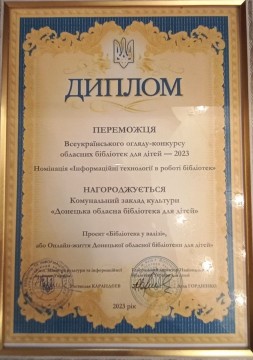 ДИПЛОМ
ПЕРЕМОЖЦЯ
Всеукраїнського огляду-конкурсу
обласних бібліотек для дітей — 2023
Номінація «Інформаційні технології в роботі бібліотек»
НАГОРОДЖУЄТЬСЯ
Комунальний заклад культури
«Донецька обласна бібліотека для дітей»
Проєкт «Бібліотека у валізі»,
або Онлайн-життя Донецької обласної бібліотеки для дітей»
2023 рік